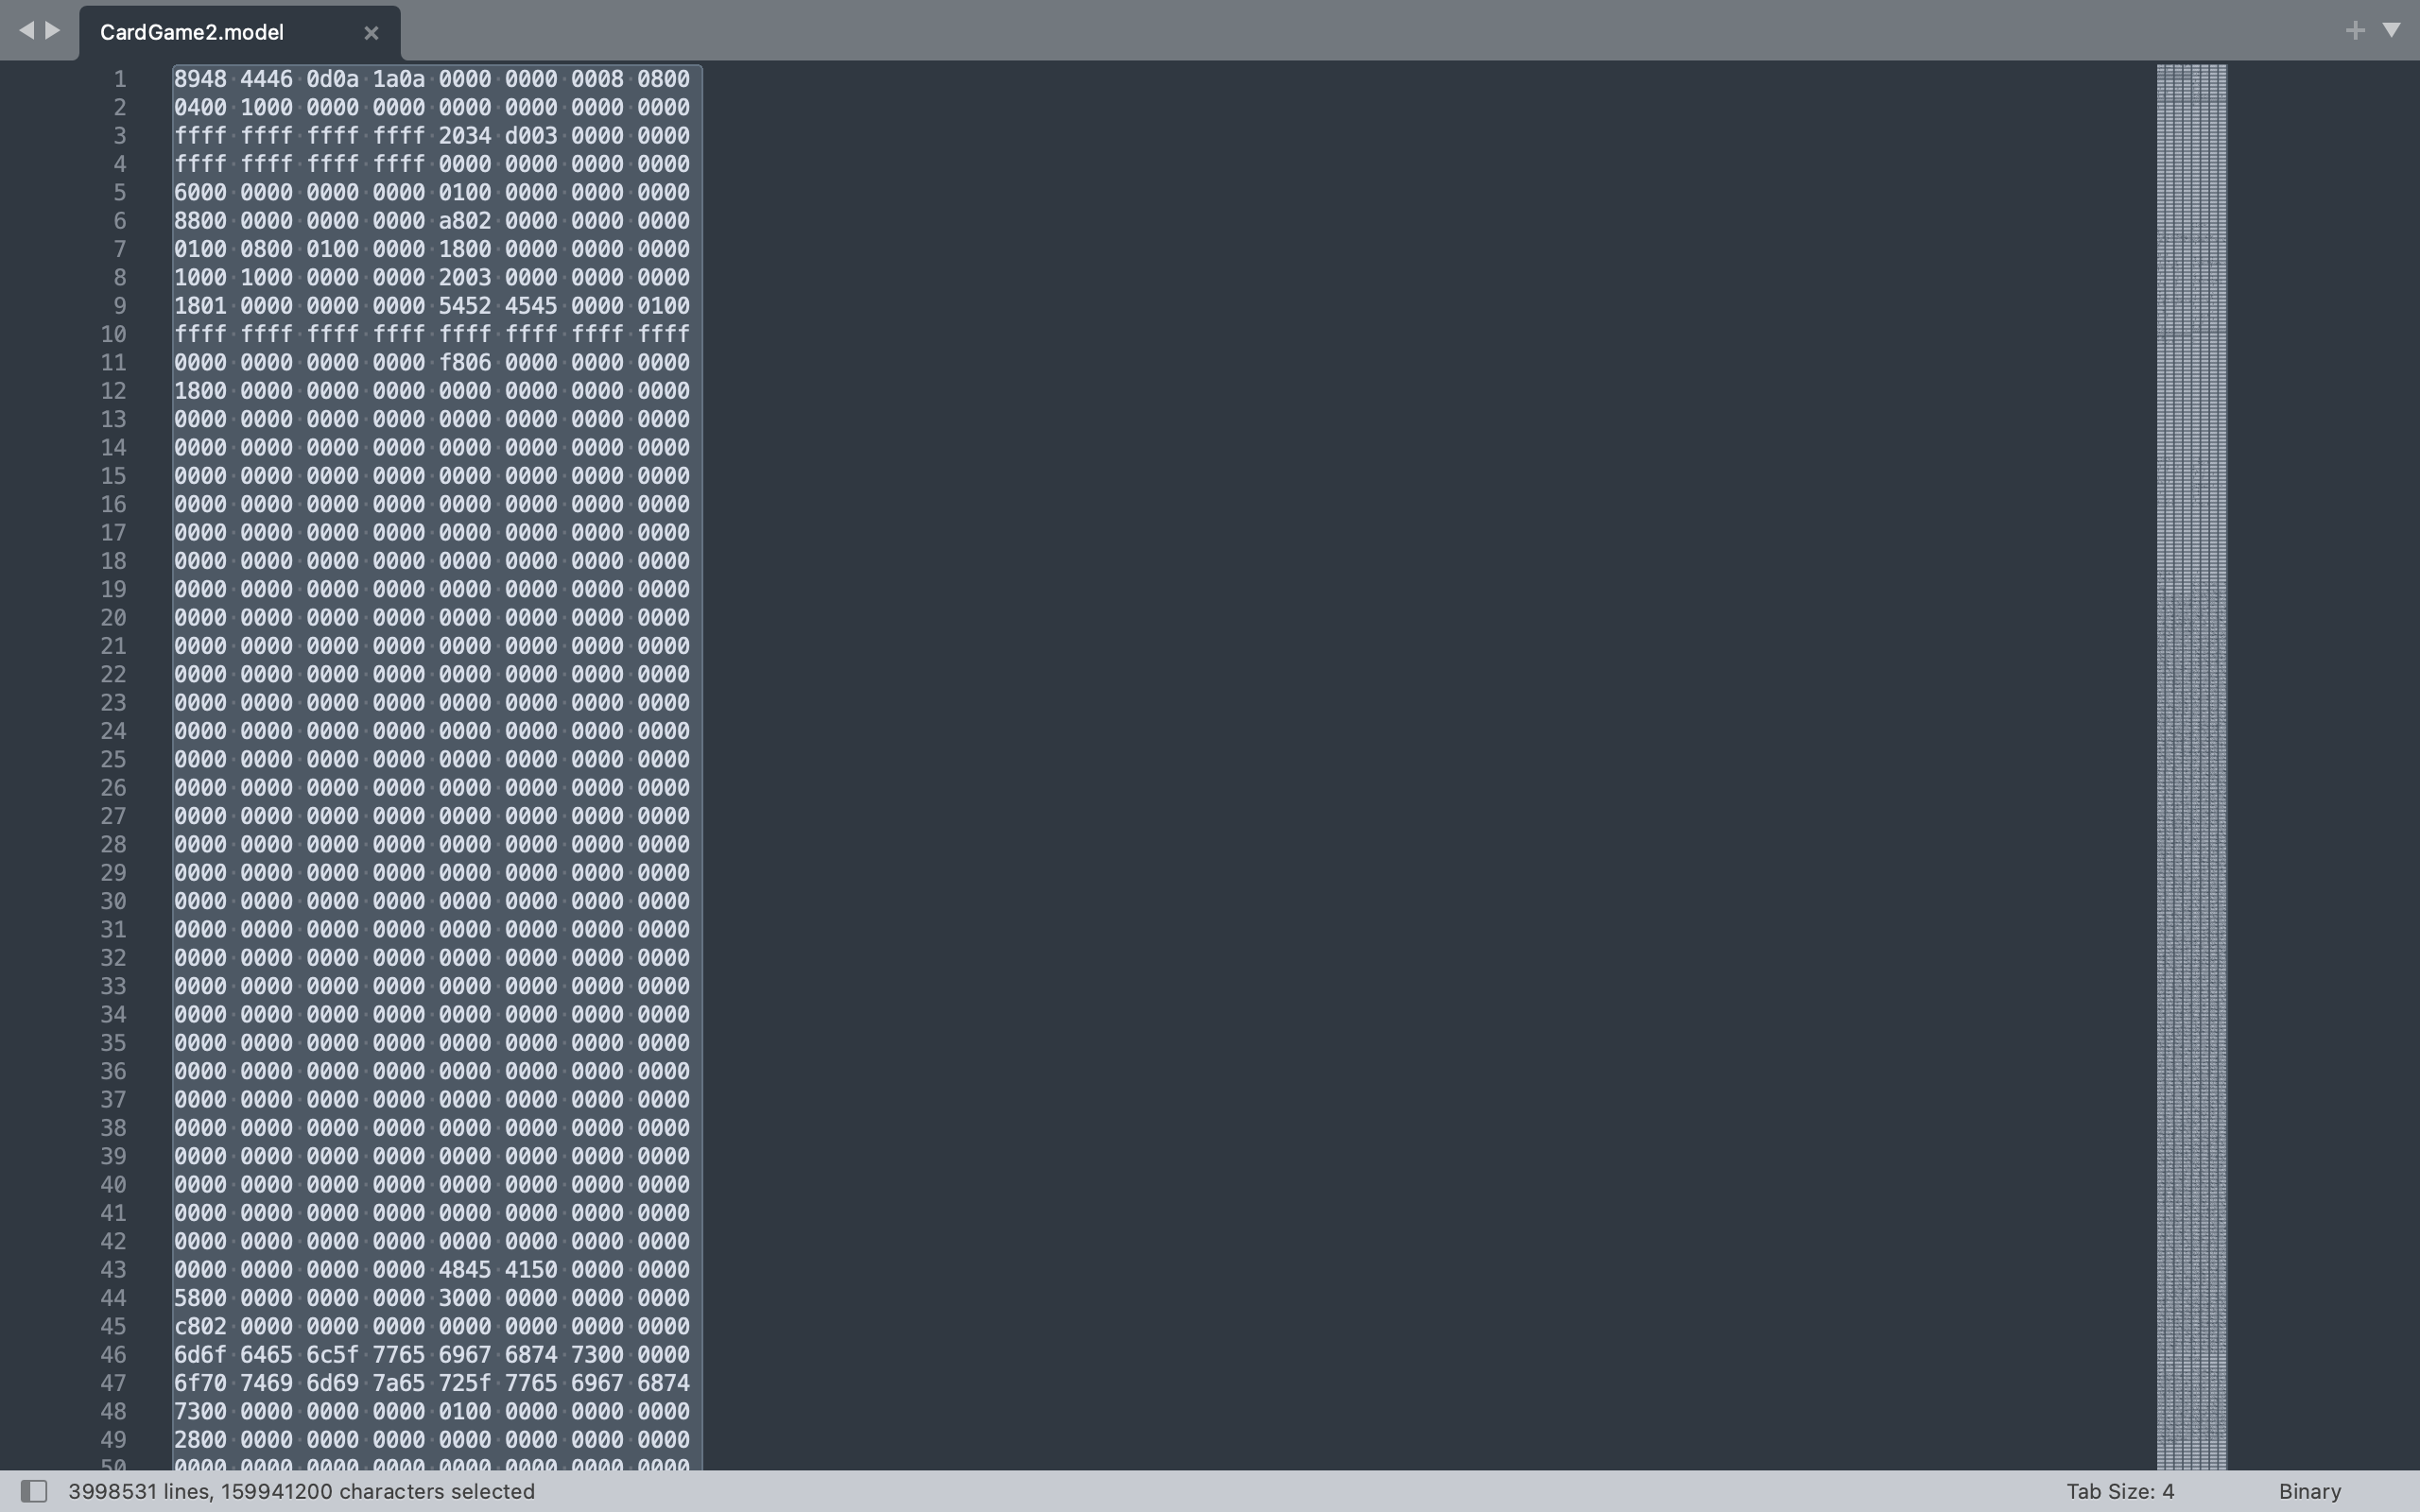 CardGame2.model ×
1 8948 4446 0d0a 1a0a 0000 0000 0008 0800
2 0400 1000 0000 0000 0000 0000 0000 0000
3 ffff ffff ffff ffff 2034 d003 0000 0000
4 ffff ffff ffff ffff 0000 0000 0000 0000
5 6000 0000 0000 0000 0100 0000 0000 0000
6 8800 0000 0000 0000 a802 0000 0000 0000
7 0100 0800 0100 0000 1800 0000 0000 0000
8 1000 1000 0000 0000 2003 0000 0000 0000
9 1801 0000 0000 0000 5452 4545 0000 0100
10 ffff ffff ffff ffff ffff ffff ffff ffff
11 0000 0000 0000 0000 f806 0000 0000 0000
12 1800 0000 0000 0000 0000 0000 0000 0000
13 0000 0000 0000 0000 0000 0000 0000 0000
14 0000 0000 0000 0000 0000 0000 0000 0000
15 0000 0000 0000 0000 0000 0000 0000 0000
16 0000 0000 0000 0000 0000 0000 0000 0000
17 0000 0000 0000 0000 0000 0000 0000 0000
18 0000 0000 0000 0000 0000 0000 0000 0000
19 0000 0000 0000 0000 0000 0000 0000 0000
20 0000 0000 0000 0000 0000 0000 0000 0000
21 0000 0000 0000 0000 0000 0000 0000 0000
22 0000 0000 0000 0000 0000 0000 0000 0000
23 0000 0000 0000 0000 0000 0000 0000 0000
24 0000 0000 0000 0000 0000 0000 0000 0000
25 0000 0000 0000 0000 0000 0000 0000 0000
26 0000 0000 0000 0000 0000 0000 0000 0000
27 0000 0000 0000 0000 0000 0000 0000 0000
28 0000 0000 0000 0000 0000 0000 0000 0000
29 0000 0000 0000 0000 0000 0000 0000 0000
30 0000 0000 0000 0000 0000 0000 0000 0000
31 0000 0000 0000 0000 0000 0000 0000 0000
32 0000 0000 0000 0000 0000 0000 0000 0000
33 0000 0000 0000 0000 0000 0000 0000 0000
34 0000 0000 0000 0000 0000 0000 0000 0000
35 0000 0000 0000 0000 0000 0000 0000 0000
36 0000 0000 0000 0000 0000 0000 0000 0000
37 0000 0000 0000 0000 0000 0000 0000 0000
38 0000 0000 0000 0000 0000 0000 0000 0000
39 0000 0000 0000 0000 0000 0000 0000 0000
40 0000 0000 0000 0000 0000 0000 0000 0000
41 0000 0000 0000 0000 0000 0000 0000 0000
42 0000 0000 0000 0000 0000 0000 0000 0000
43 0000 0000 0000 0000 4845 4150 0000 0000
44 5800 0000 0000 0000 3000 0000 0000 0000
45 c802 0000 0000 0000 0000 0000 0000 0000
46 6d6f 6465 6c5f 7765 6967 6874 7300 0000
47 6f70 7469 6d69 7a65 725f 7765 6967 6874
48 7300 0000 0000 0000 0100 0000 0000 0000
49 2800 0000 0000 0000 0000 0000 0000 0000
50 0000 0000 0000 0000 0000 0000 0000 0000
3998531 lines, 159941200 characters selected Tab Size: 4 Binary